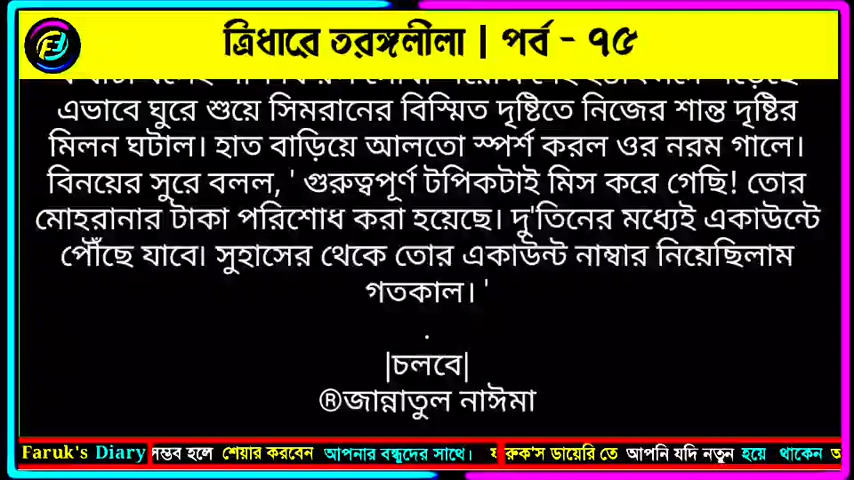 ত্রিধারে তরঙ্গলীলা | পর্ব - ৭৫
এভাবে ঘুরে শুয়ে সিমরানের বিস্মিত দৃষ্টিতে নিজের শান্ত দৃষ্টির
মিলন ঘটাল। হাত বাড়িয়ে আলতো স্পর্শ করল ওর নরম গালে।
বিনয়ের সুরে বলল, ' গুরুত্বপূর্ণ টপিকটাই মিস করে গেছি! তোর
মোহরানার টাকা পরিশোধ করা হয়েছে। দু'তিনের মধ্যেই একাউন্টে
পৌঁছে যাবে। সুহাসের থেকে তোর একাউন্ট নাম্বার নিয়েছিলাম
গতকাল। '
.
|চলবে|
®জান্নাতুল নাঈমা
Faruk's Diary সম্ভব হলে শেয়ার করবেন আপনার বন্ধুদের সাথে। রুক'স ডায়েরি তে আপনি যদি নতুন হয়ে থাকেন